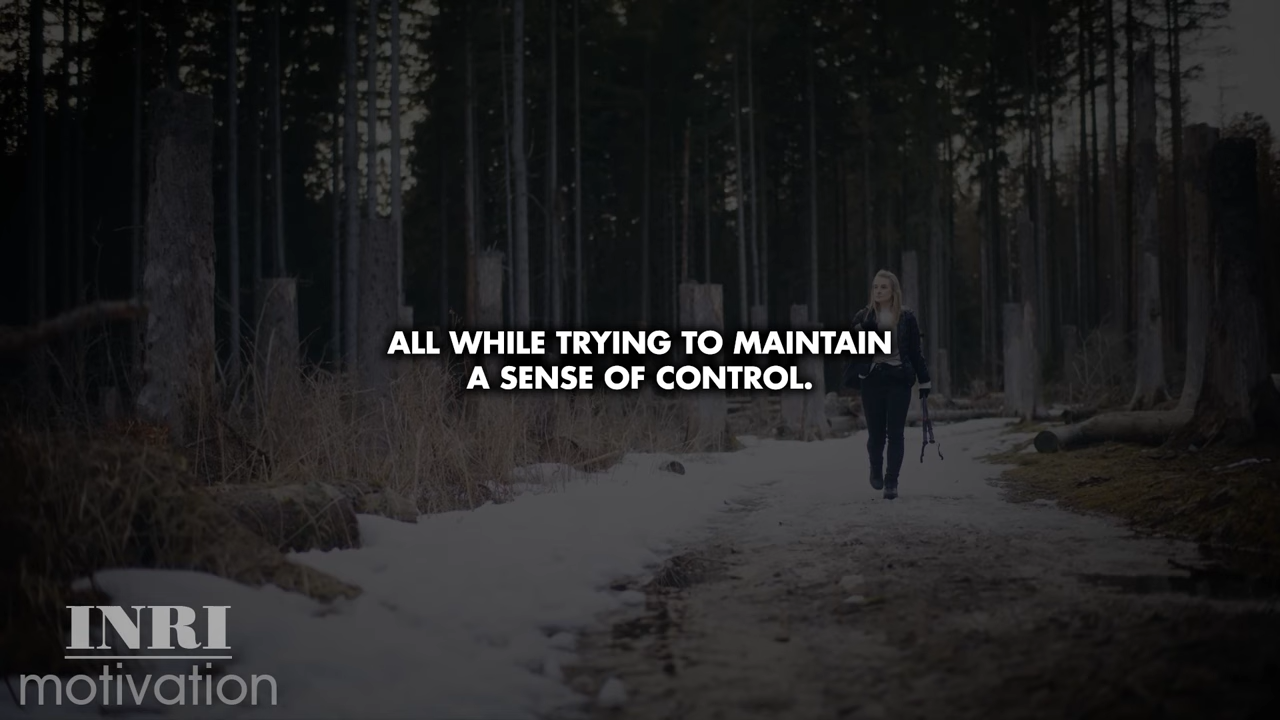 ALL WHILE TRYING TO MAINTAIN
A SENSE OF CONTROL.
INRI
motivation